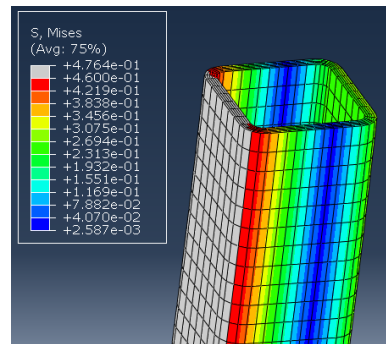 S, Mises
(Avg: 75%)
+4.764e-01
+4.600e-01
+4.219e-01
+3.838e-01
+3.456e-01
+3.075e-01
+2.694e-01
+2.313e-01
+1.932e-01
+1.551e-01
+1.169e-01
+7.882e-02
+4.070e-02
+2.587e-03